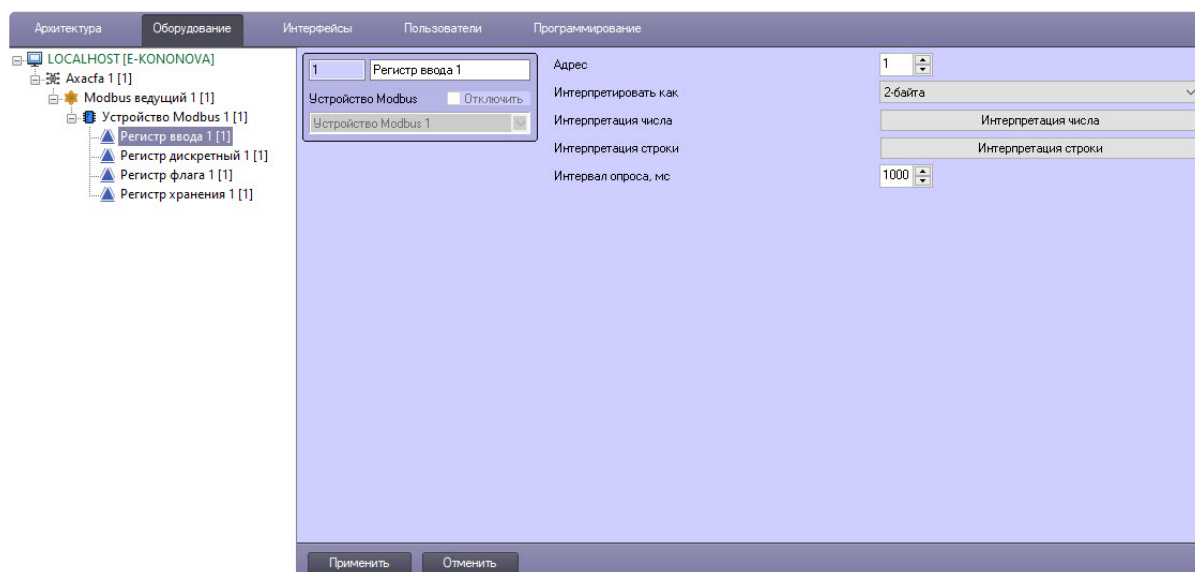 Архитектура Оборудование Интерфейсы Пользователи Программирование
LOCALHOST [E-KONONOVA]
Axacfa 1 [1]
Modbus ведущий 1 [1]
Устройство Modbus 1 [1]
Регистр ввода 1 [1]
Регистр дискретный 1 [1]
Регистр флага 1 [1]
Регистр хранения 1 [1]
1 Регистр ввода 1
Устройство Modbus Отключить
Устройство Modbus 1
Адрес 1
Интерпретировать как 2-байта
Интерпретация числа Интерпретация числа
Интерпретация строки Интерпретация строки
Интервал опроса, мс 1000
Применить Отменить